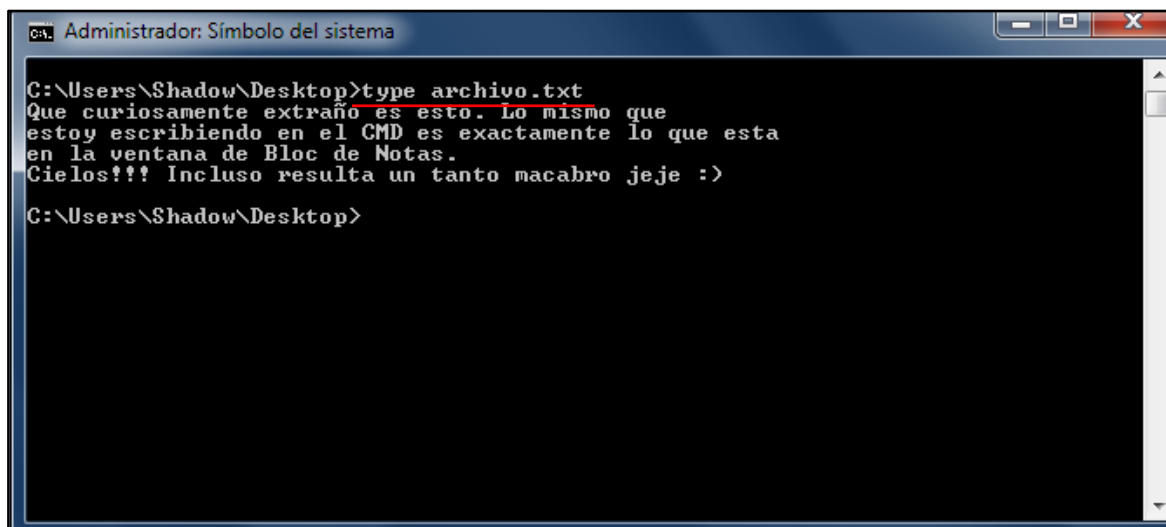 Administrador: Símbolo del sistema
C:\Users\Shadow\Desktop>type archivo.txt
Que curiosamente extraño es esto. Lo mismo que
estoy escribiendo en el CMD es exactamente lo que esta
en la ventana de Bloc de Notas.
Cielos!!! Incluso resulta un tanto macabro jeje :)
C:\Users\Shadow\Desktop>